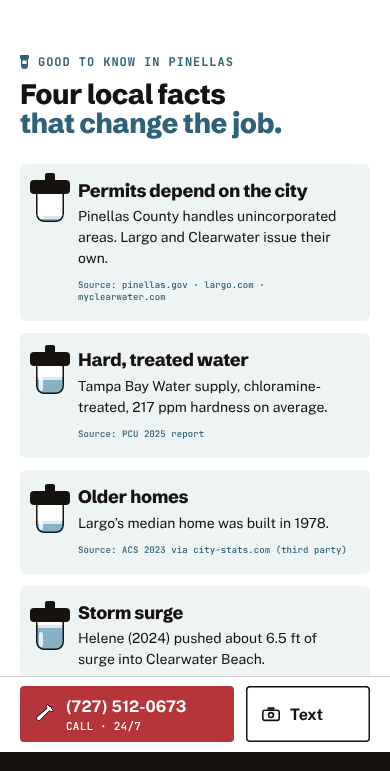 GOOD TO KNOW IN PINELLAS
Four local facts
that change the job.
Permits depend on the city
Pinellas County handles unincorporated
areas. Largo and Clearwater issue their
own.
Source: pinellas.gov · largo.com ·
myclearwater.com
Hard, treated water
Tampa Bay Water supply, chloramine-
treated, 217 ppm hardness on average.
Source: PCU 2025 report
Older homes
Largo’s median home was built in 1978.
Source: ACS 2023 via city-stats.com (third party)
Storm surge
Helene (2024) pushed about 6.5 ft of
surge into Clearwater Beach.
(727) 512-0673
CALL · 24/7
Text